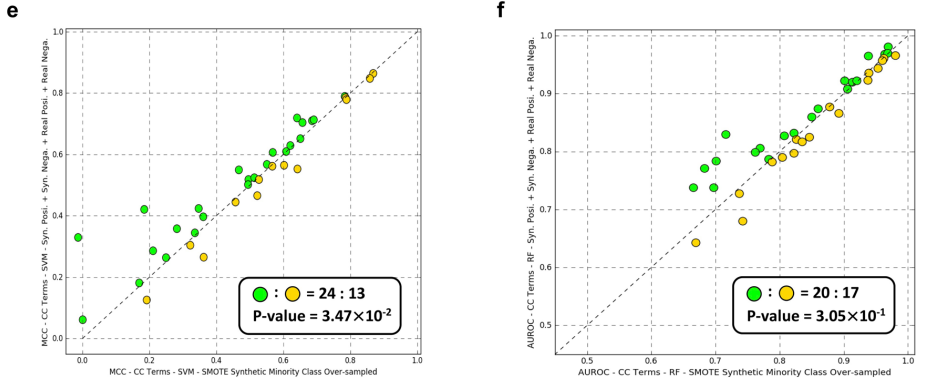 e
f
MCC - CC Terms - SVM - Syn. Posi. + Syn. Nega. + Real Posi. + Real Nega.
1.0
0.8
0.6
0.4
0.2
0.0
0.0 0.2 0.4 0.6 0.8 1.0
MCC - CC Terms - SVM - SMOTE Synthetic Minority Class Over-sampled
: = 24 : 13
P-value = 3.47×10-2
AUROC - CC Terms - RF - Syn. Posi. + Syn. Nega. + Real Posi. + Real Nega.
1.0
0.9
0.8
0.7
0.6
0.5
0.5 0.6 0.7 0.8 0.9 1.0
AUROC - CC Terms - RF - SMOTE Synthetic Minority Class Over-sampled
: = 20 : 17
P-value = 3.05×10-1